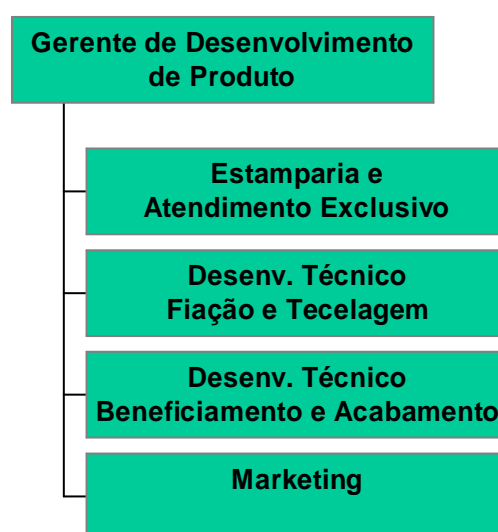 Gerente de Desenvolvimento
de Produto
Estamparia e
Atendimento Exclusivo
Desenv. Técnico
Fiação e Tecelagem
Desenv. Técnico
Beneficiamento e Acabamento
Marketing